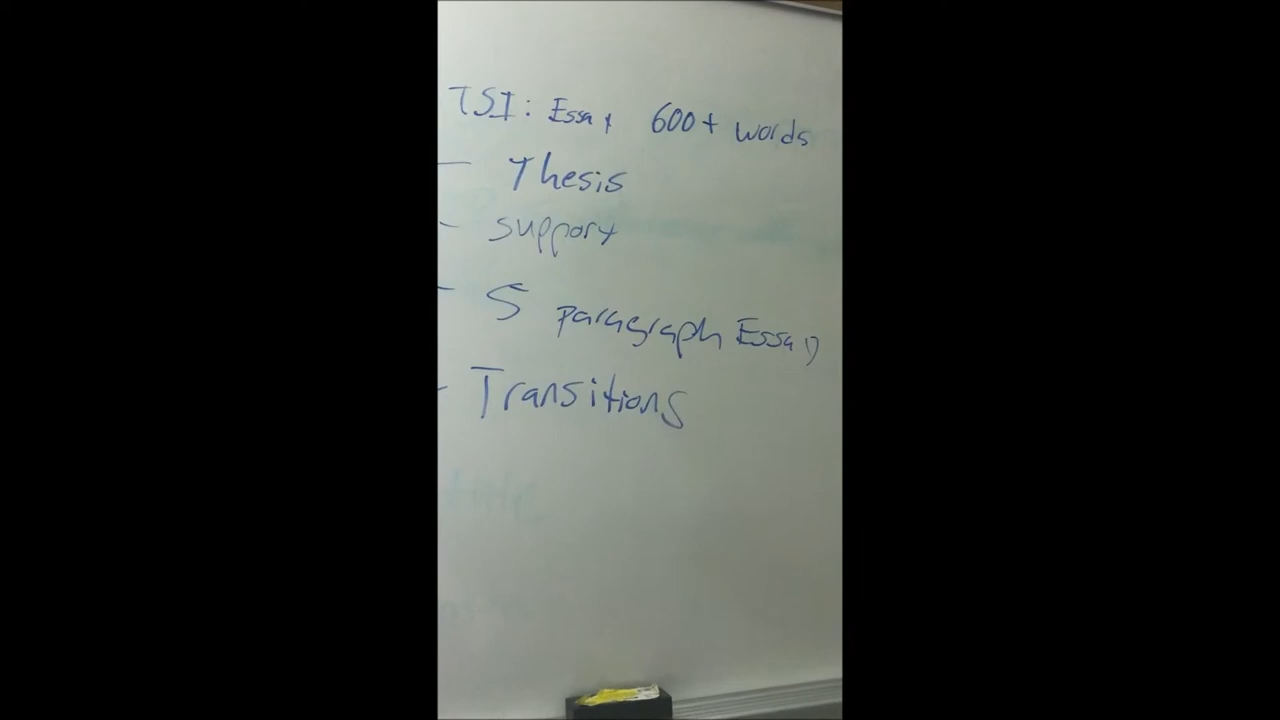 TSI: Essay 600+ words
- Thesis
- support
- 5 paragraph Essay
- Transitions